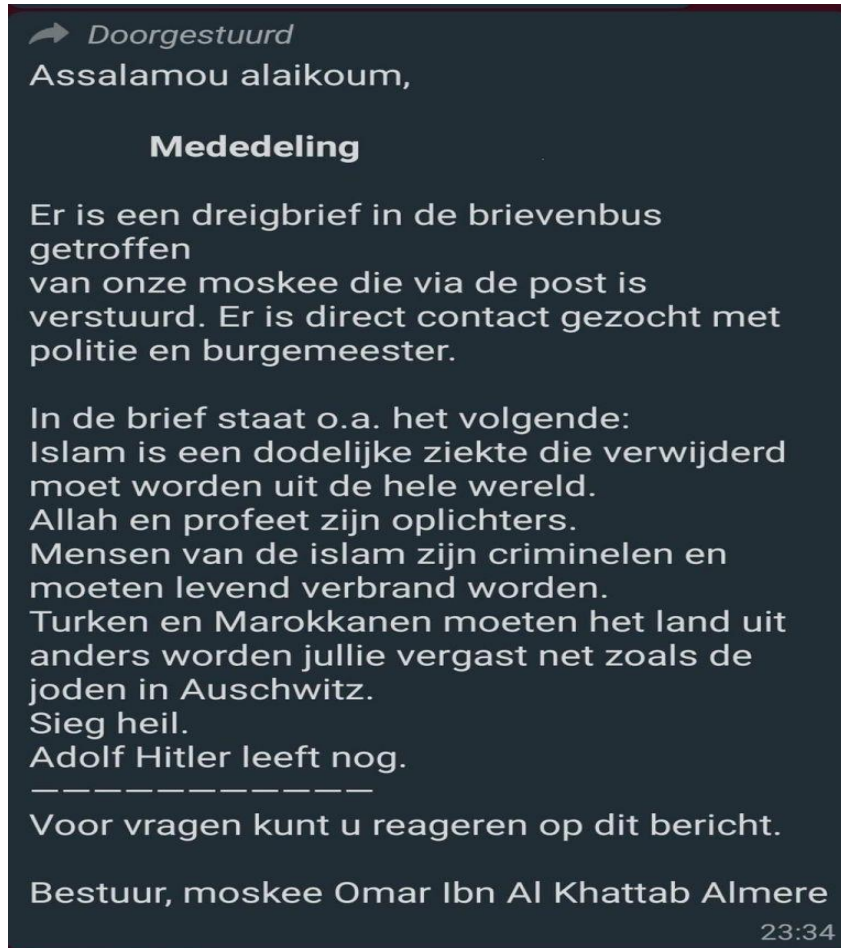 Doorgestuurd
Assalamou alaikoum,
Mededeling
Er is een dreigbrief in de brievenbus
getroffen
van onze moskee die via de post is
verstuurd. Er is direct contact gezocht met
politie en burgemeester.
In de brief staat o.a. het volgende:
Islam is een dodelijke ziekte die verwijderd
moet worden uit de hele wereld.
Allah en profeet zijn oplichters.
Mensen van de islam zijn criminelen en
moeten levend verbrand worden.
Turken en Marokkanen moeten het land uit
anders worden jullie vergast net zoals de
joden in Auschwitz.
Sieg heil.
Adolf Hitler leeft nog.
———————————
Voor vragen kunt u reageren op dit bericht.
Bestuur, moskee Omar Ibn Al Khattab Almere
23:34